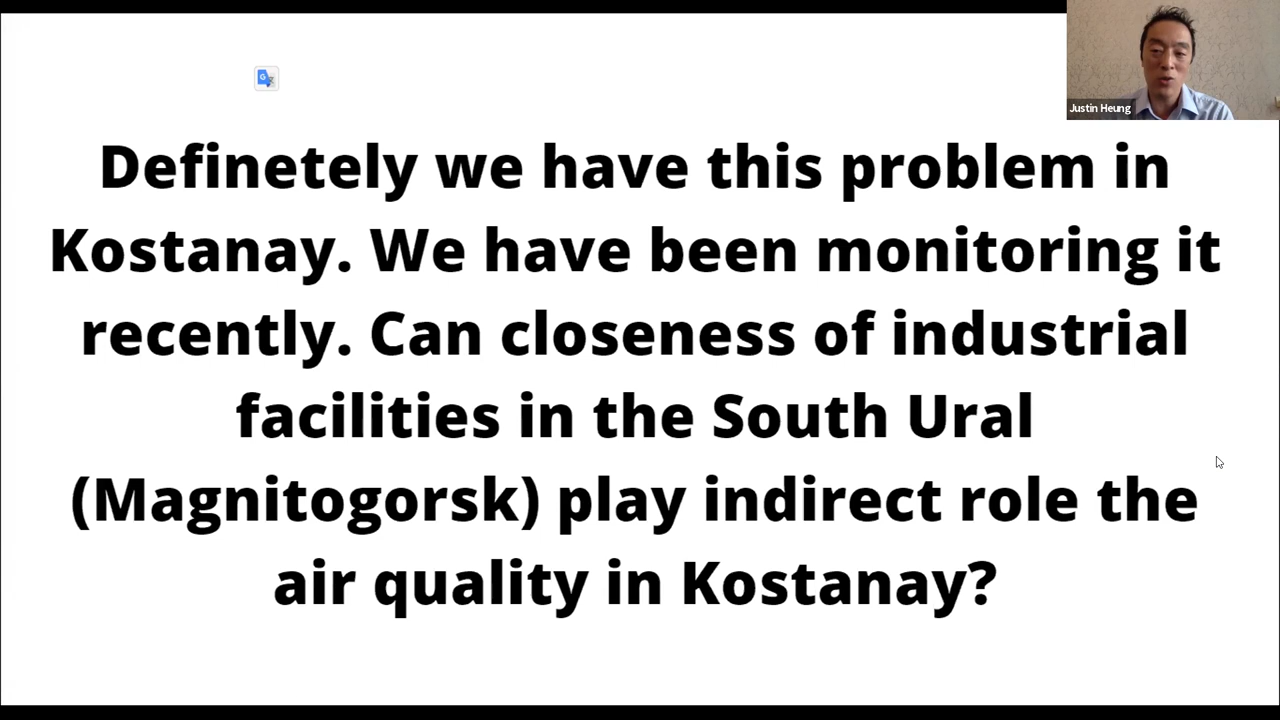 Justin Heung
Definetely we have this problem in
Kostanay. We have been monitoring it
recently. Can closeness of industrial
facilities in the South Ural
(Magnitogorsk) play indirect role the
air quality in Kostanay?